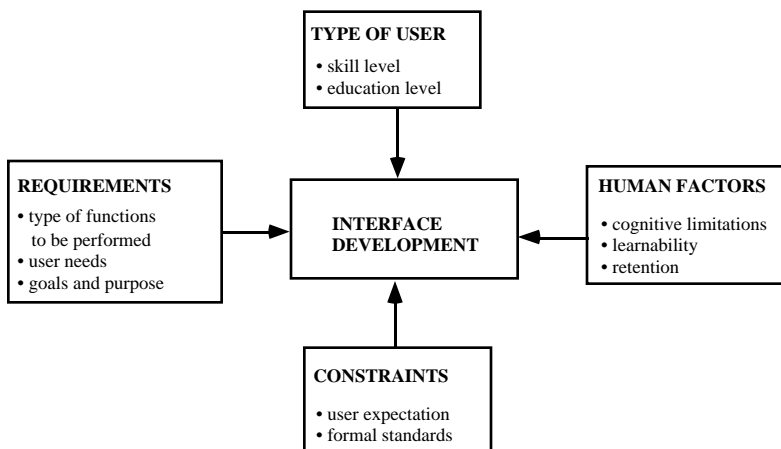 TYPE OF USER
• skill level
• education level
REQUIREMENTS
• type of functions
to be performed
• user needs
• goals and purpose
INTERFACE
DEVELOPMENT
HUMAN FACTORS
• cognitive limitations
• learnability
• retention
CONSTRAINTS
• user expectation
• formal standards